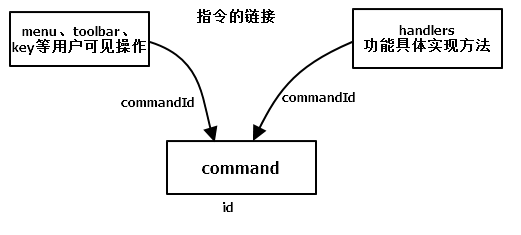 指令的链接
menu、toolbar、
key等用户可见操作
handlers
功能具体实现方法
commandId
commandId
command
id